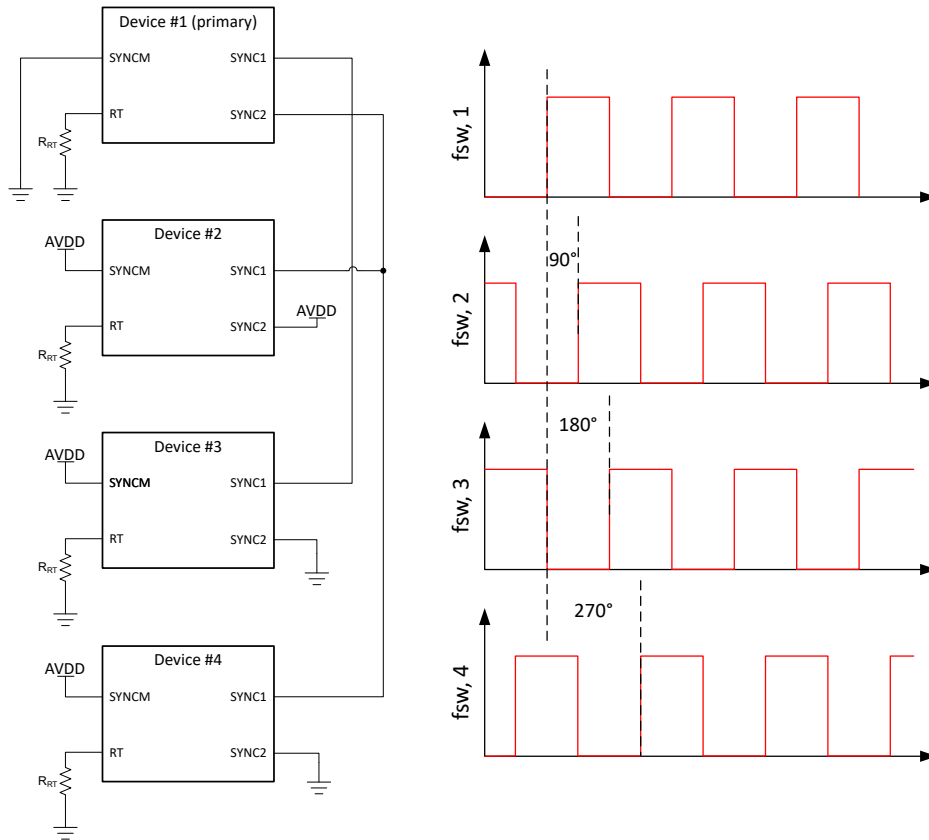 Device #1 (primary)
SYNCM
SYNC1
RT
SYNC2
RRT
Device #2
AVDD
SYNCM
SYNC1
AVDD
RT
SYNC2
RRT
Device #3
AVDD
SYNCM
SYNC1
RT
SYNC2
RRT
Device #4
AVDD
SYNCM
SYNC1
RT
SYNC2
RRT
fsw, 1
90°
fsw, 2
180°
fsw, 3
270°
fsw, 4